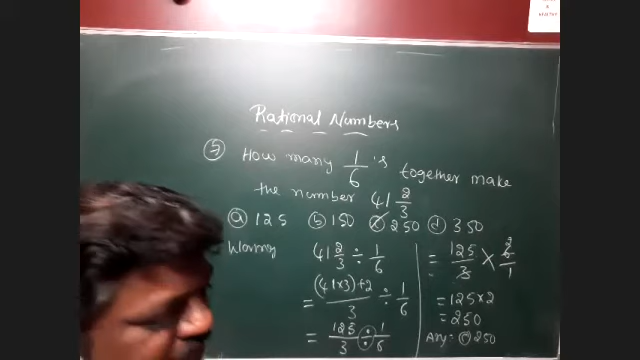 Rational Numbers
5 How many 1/6's together make
the number 41 2/3
a 125 b 150 c 250 d 350
41 2/3 ÷ 1/6
= (41×3)+2 / 3 ÷ 1/6
= 125/3 ÷ 1/6
= 125/3 × 6/1 2
= 125×2
= 250
Ans: c 250